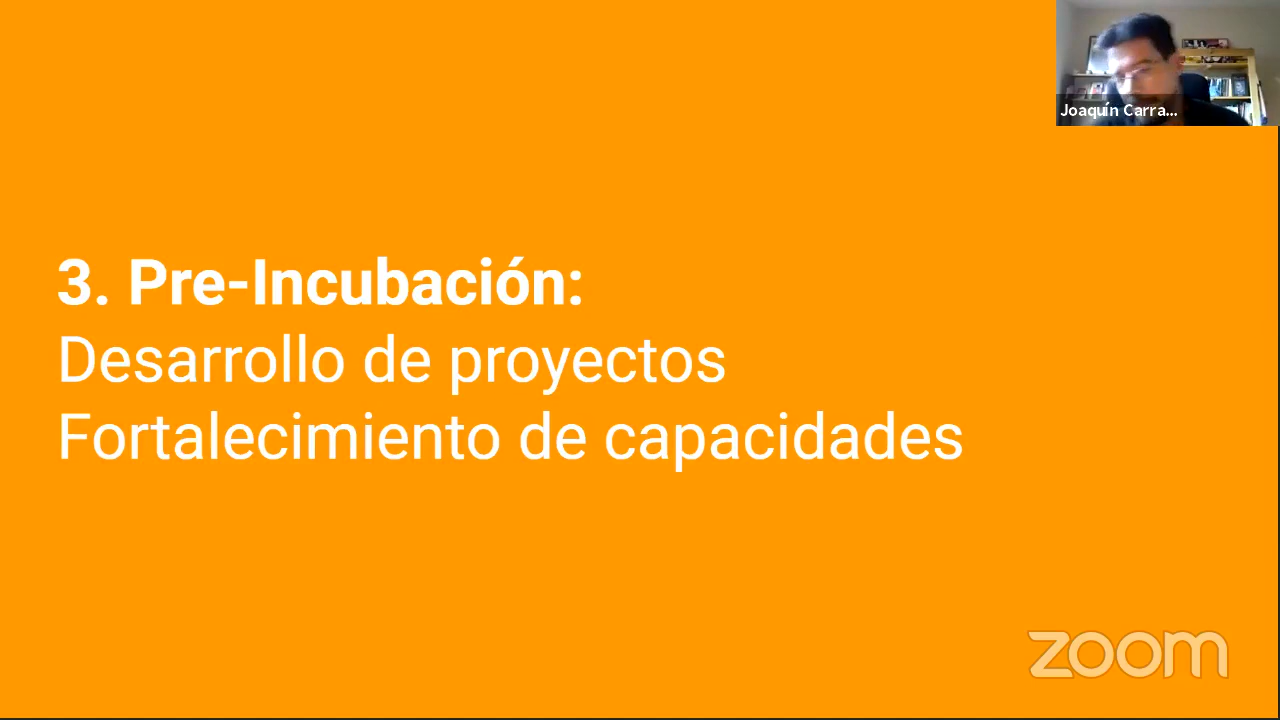 Joaquín Carra...
3. Pre-Incubación:
Desarrollo de proyectos
Fortalecimiento de capacidades
zoom